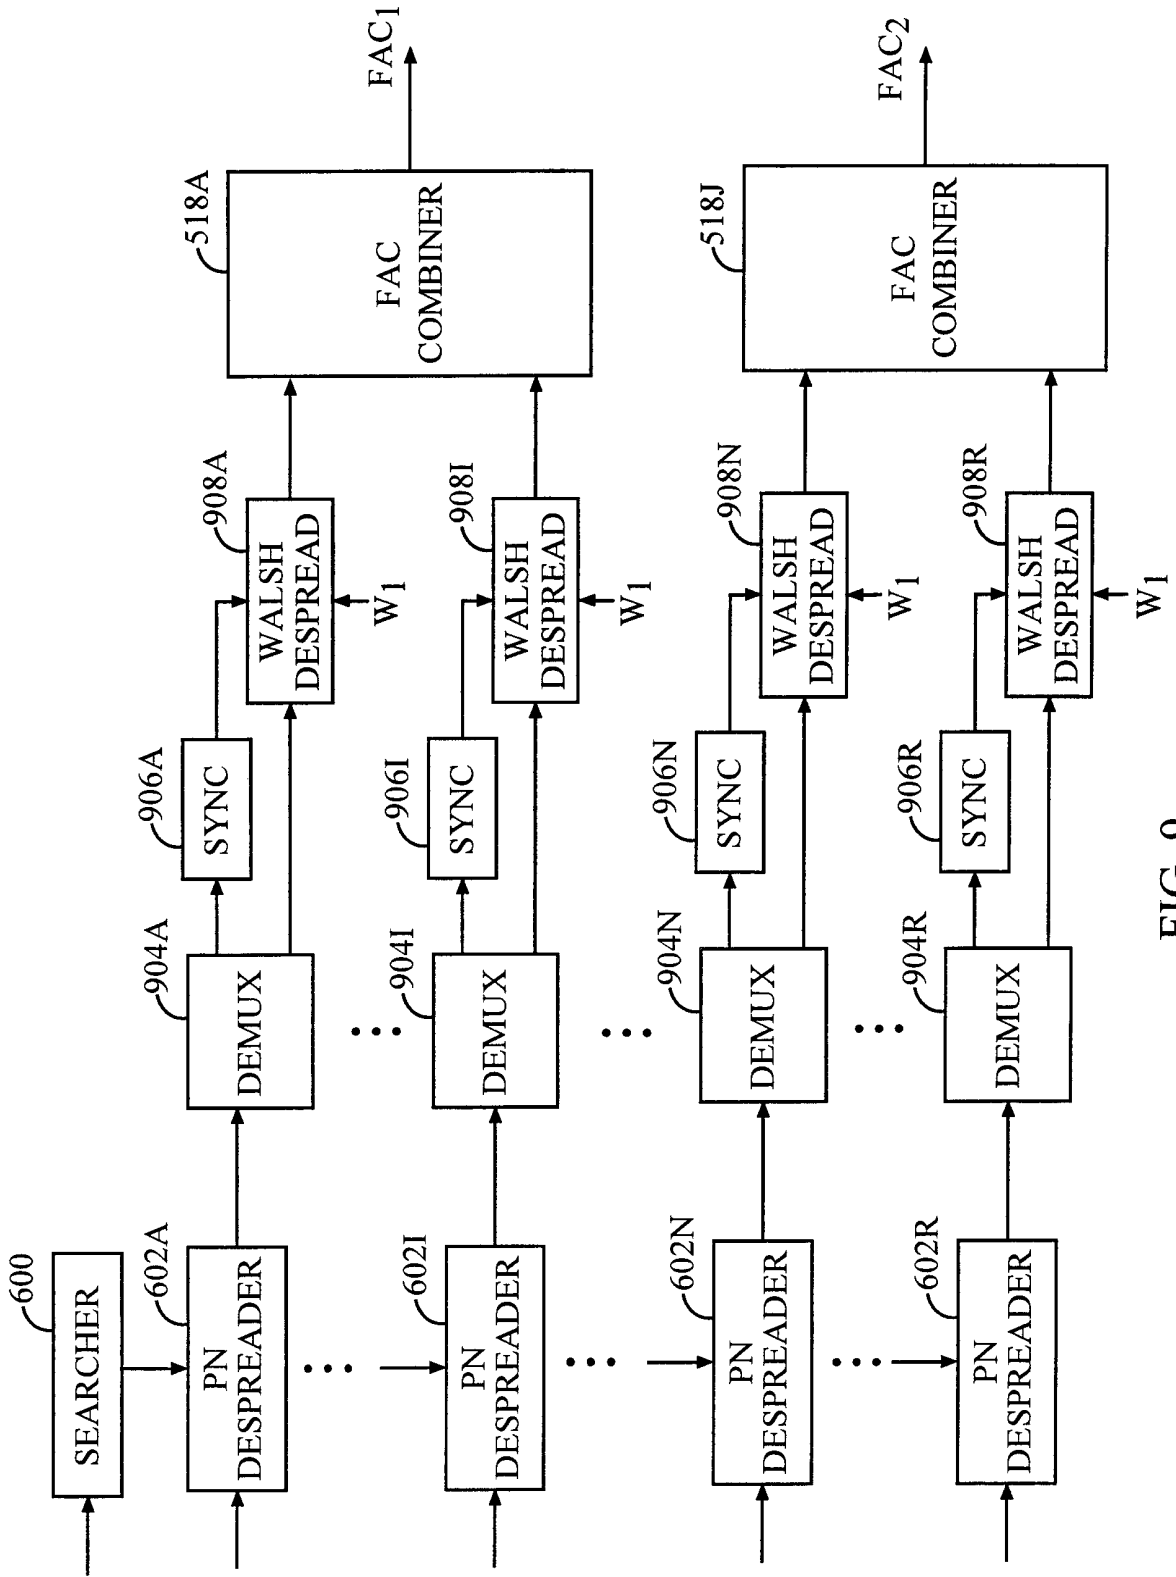 600
SEARCHER
602A
PN
DESPREADER
904A
DEMUX
906A
SYNC
908A
WALSH
DESPREAD
W1
518A
FAC
COMBINER
FAC1
602I
PN
DESPREADER
904I
DEMUX
906I
SYNC
908I
WALSH
DESPREAD
W1
602N
PN
DESPREADER
904N
DEMUX
906N
SYNC
908N
WALSH
DESPREAD
W1
518J
FAC
COMBINER
FAC2
602R
PN
DESPREADER
904R
DEMUX
906R
SYNC
908R
WALSH
DESPREAD
W1
FIG.